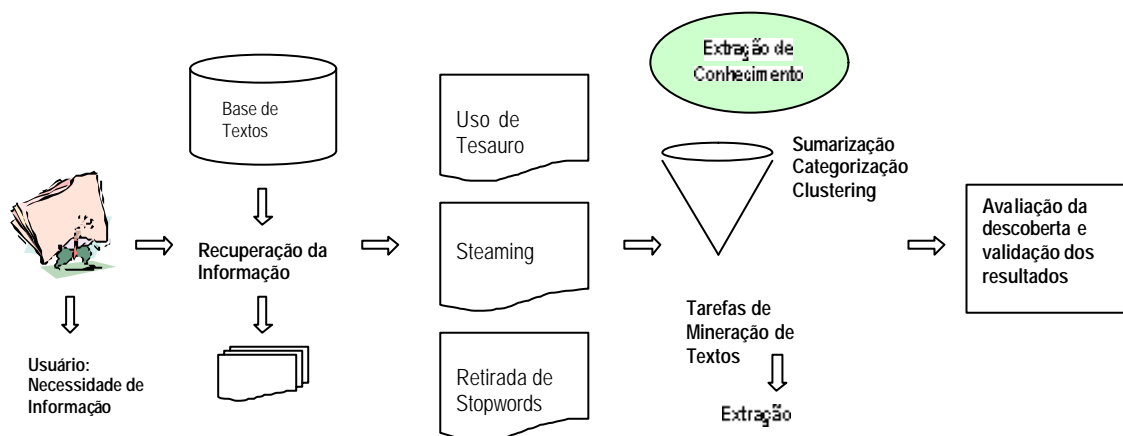 Extração de
Conhecimento
Base de
Textos
Uso de
Tesauro
Sumarização
Categorização
Clustering
Avaliação da
descoberta e
validação dos
resultados
Recuperação da
Informação
Steaming
Tarefas de
Mineração de
Textos
Usuário:
Necessidade de
Informação
Retirada de
Stopwords
Extração